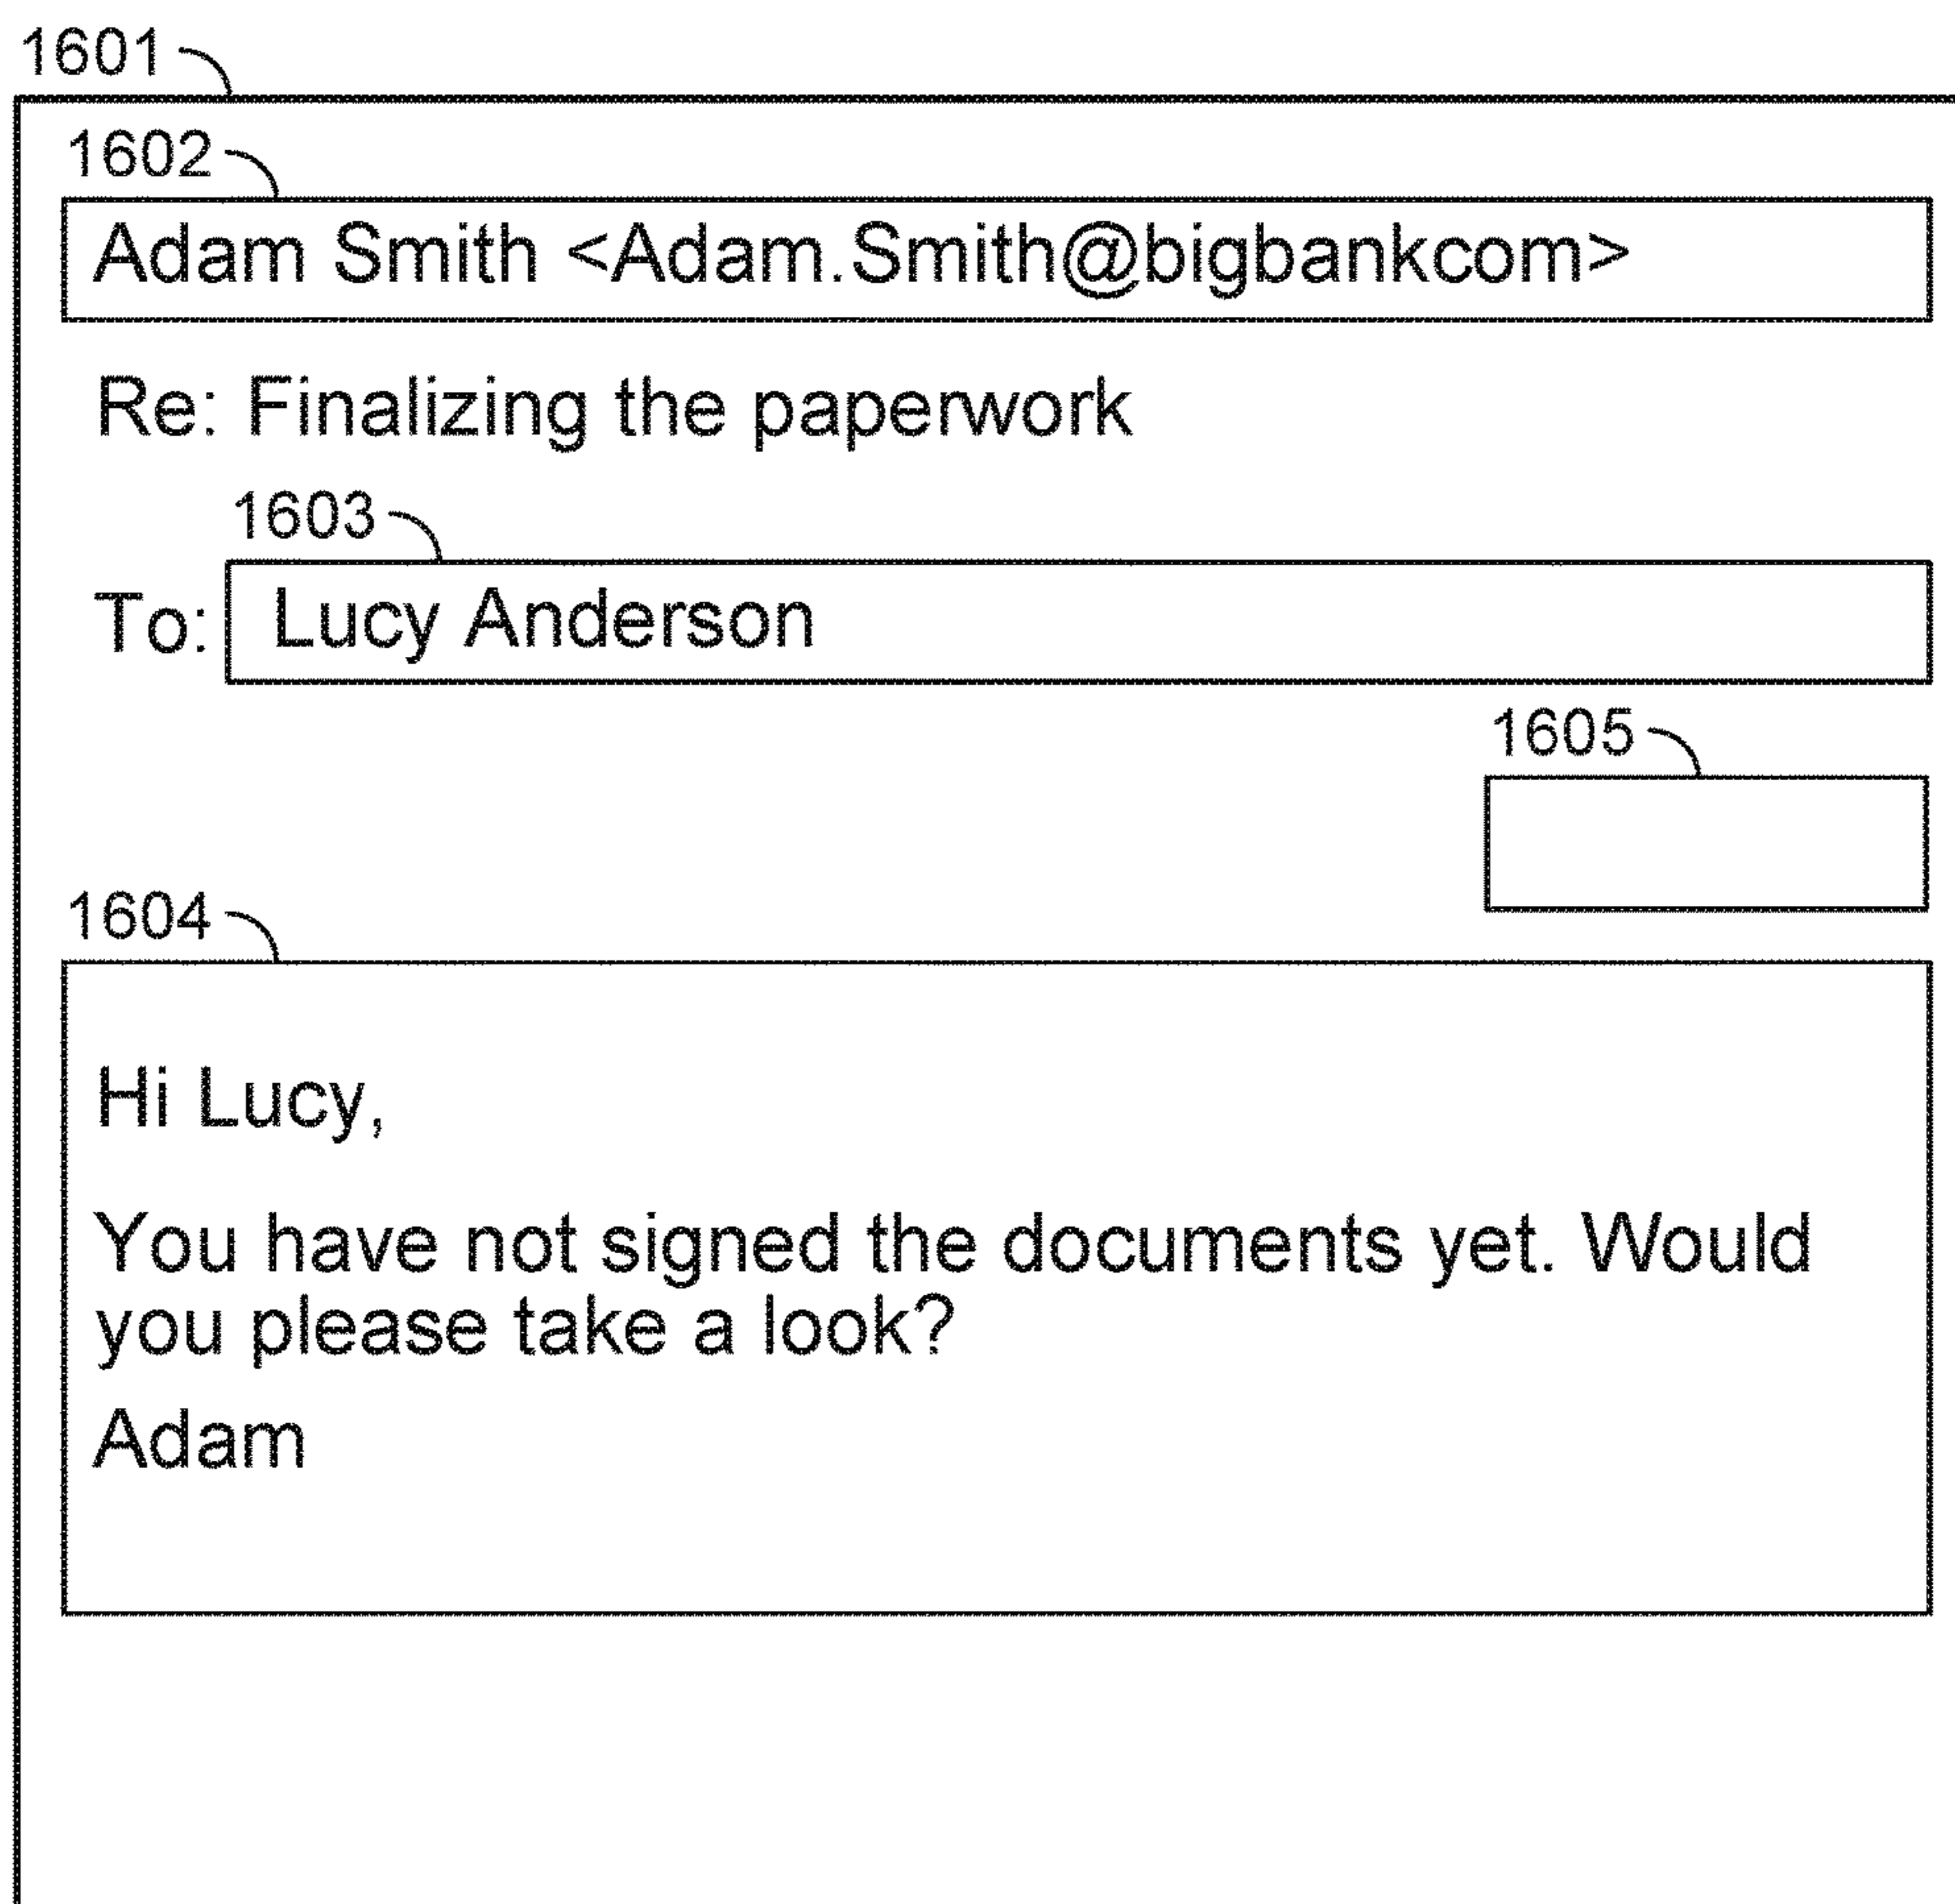 1601
1602
Adam Smith <Adam.Smith@bigbankcom>
Re: Finalizing the paperwork
1603
To: Lucy Anderson
1605
1604
Hi Lucy,
You have not signed the documents yet. Would
you please take a look?
Adam